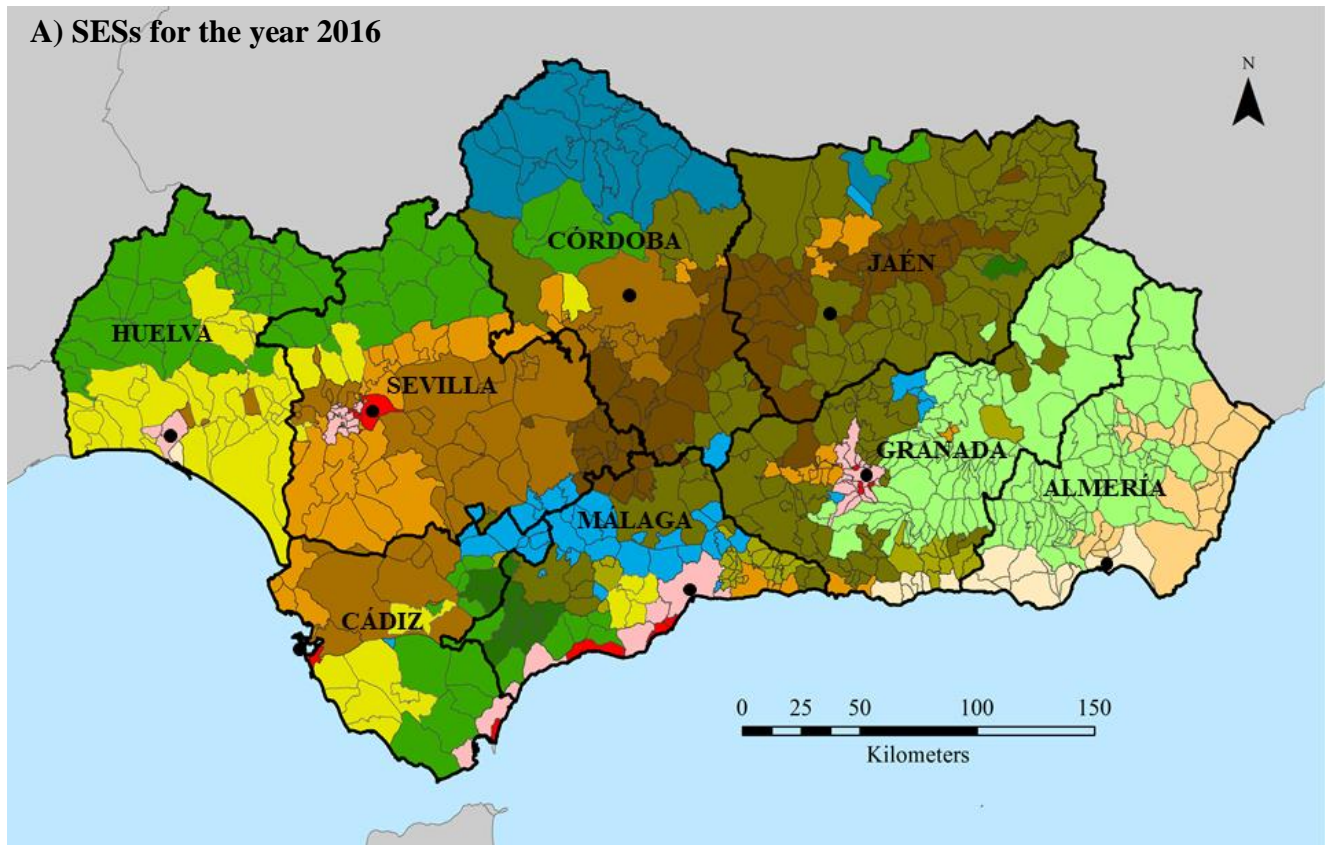 A) SESs for the year 2016
N
CÓRDOBA
JAÉN
HUELVA
SEVILLA
GRANADA
ALMERÍA
MÁLAGA
CÁDIZ
0 25 50 100 150
Kilometers